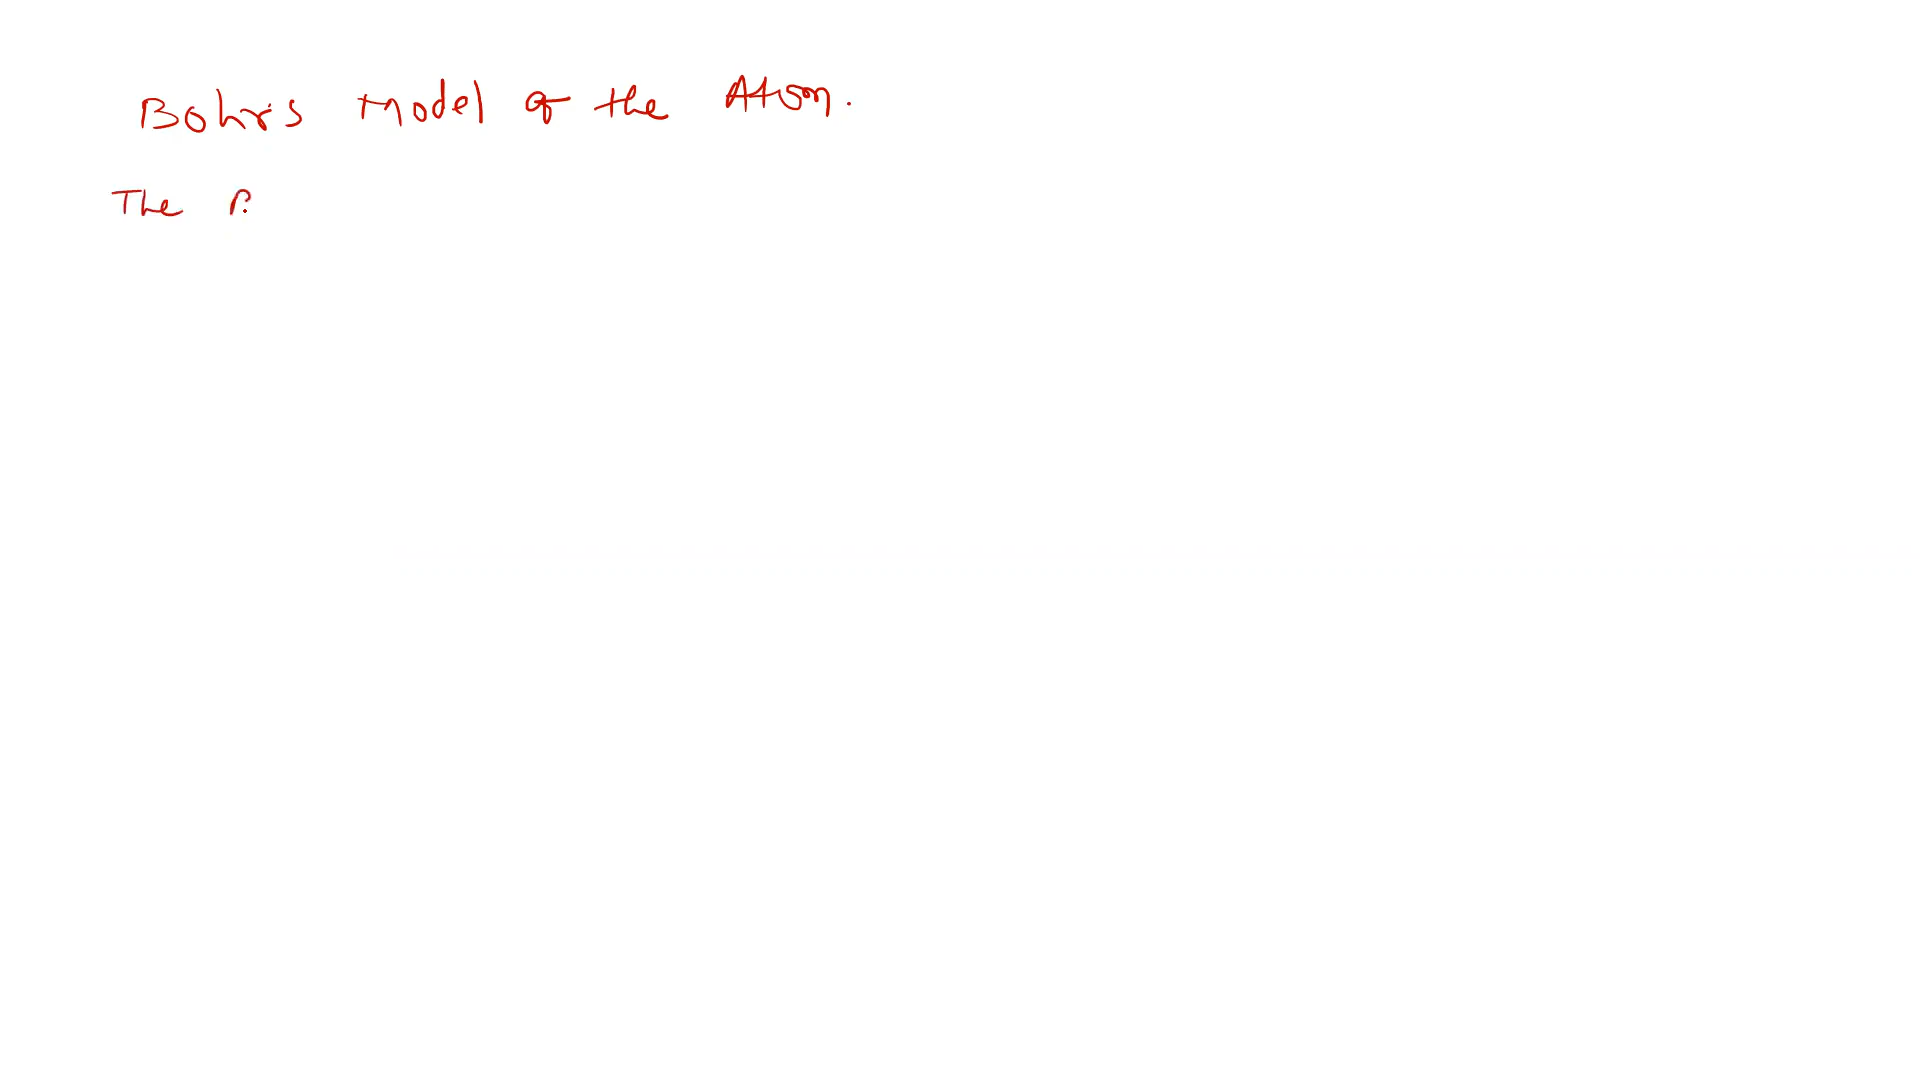 Bohr's Model of the Atom.
The